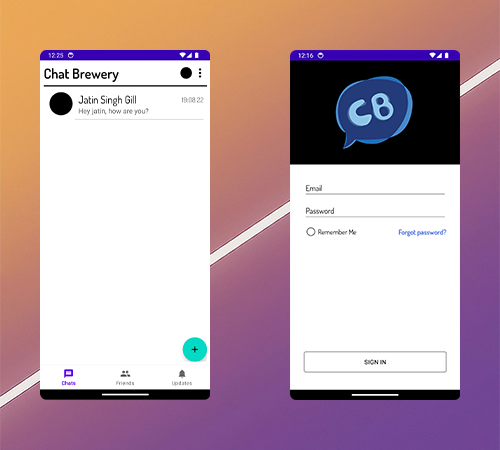 12:25
Chat Brewery
Jatin Singh Gill
19.08.22
Hey jatin, how are you?
+
Chats
Friends
Updates
12:16
CB
Email
Password
Remember Me
Forgot password?
SIGN IN